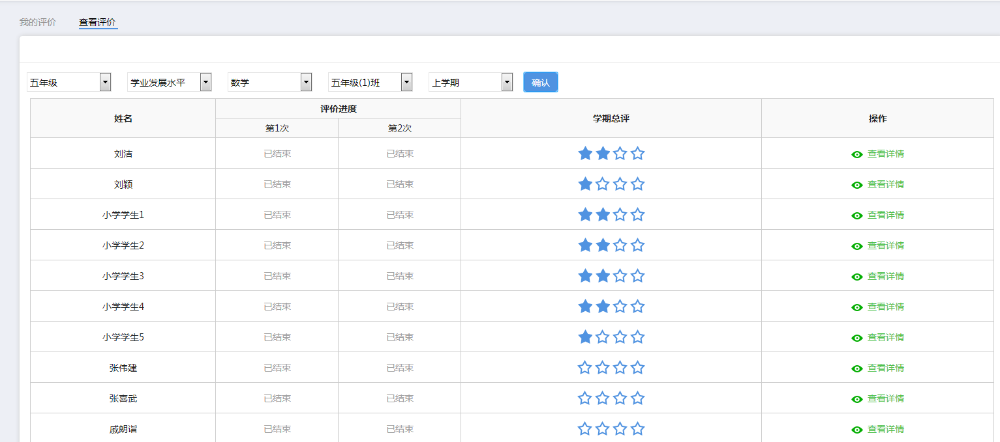 我的评价 查看评价
五年级 学业发展水平 数学 五年级(1)班 上学期 确认
姓名 评价进度 学期总评 操作
第1次 第2次
刘洁 已结束 已结束 查看详情
刘颖 已结束 已结束 查看详情
小学学生1 已结束 已结束 查看详情
小学学生2 已结束 已结束 查看详情
小学学生3 已结束 已结束 查看详情
小学学生4 已结束 已结束 查看详情
小学学生5 已结束 已结束 查看详情
张伟建 已结束 已结束 查看详情
张喜武 已结束 已结束 查看详情
戚朗诣 已结束 已结束 查看详情